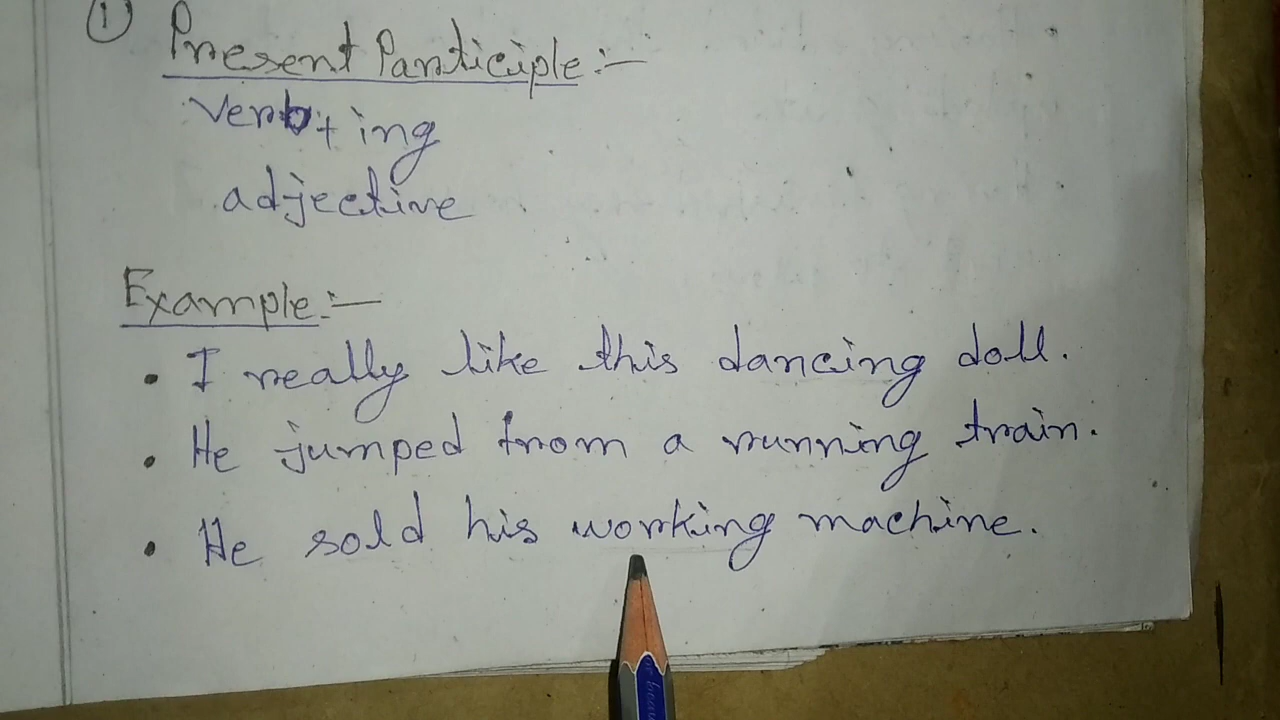 ① Present Participle :-
Verb + ing
adjective
Example :-
• I really like this dancing doll.
• He jumped from a running train.
• He sold his working machine.